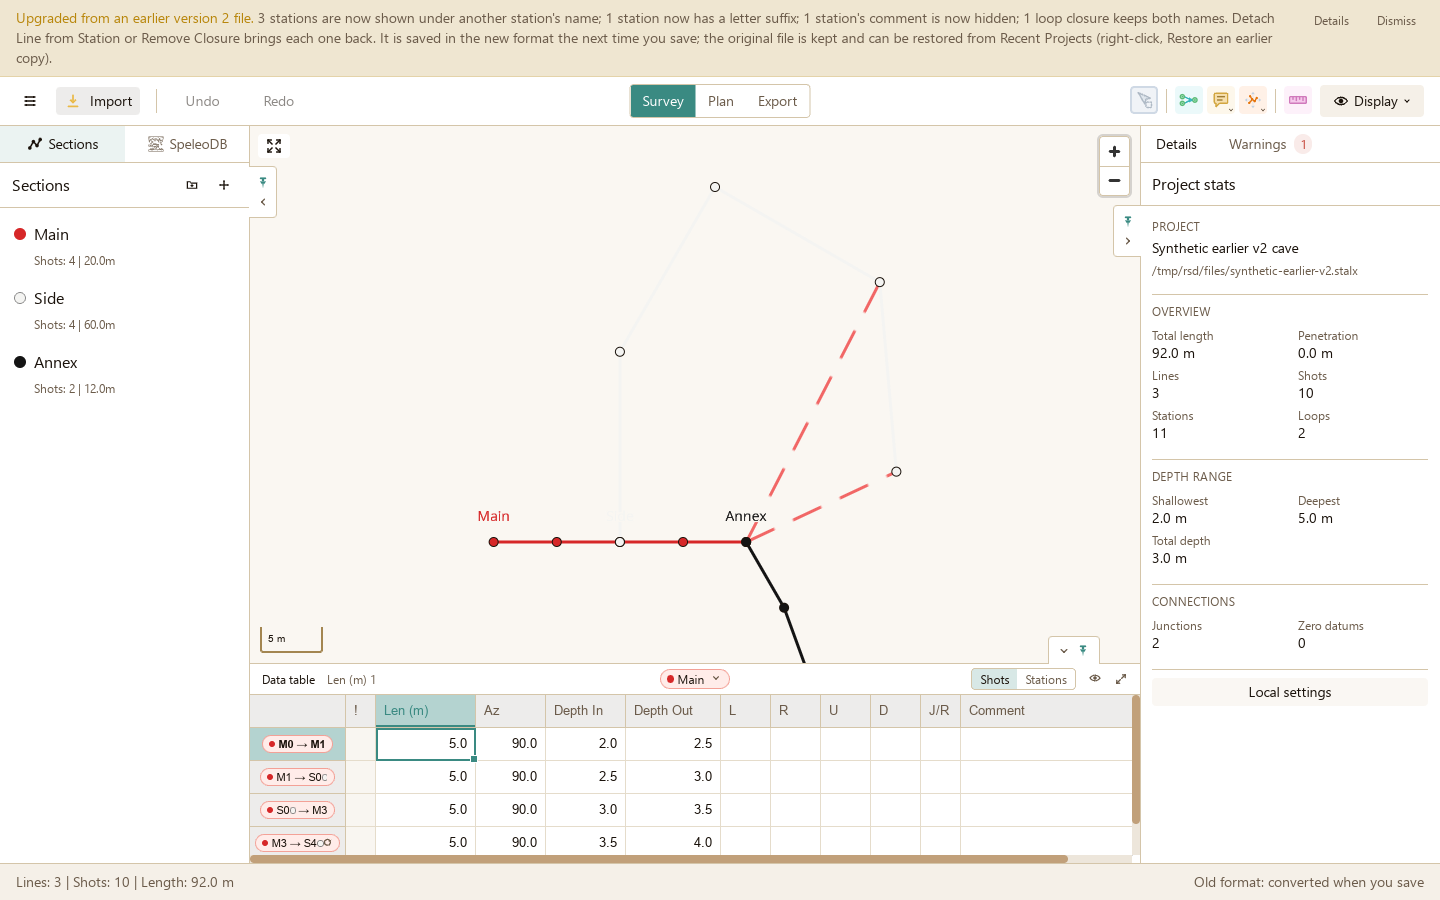 Upgraded from an earlier version 2 file. 3 stations are now shown under another station's name; 1 station now has a letter suffix; 1 station's comment is now hidden; 1 loop closure keeps both names. Detach
Line from Station or Remove Closure brings each one back. It is saved in the new format the next time you save; the original file is kept and can be restored from Recent Projects (right-click, Restore an earlier
copy).
Details Dismiss
Import Undo Redo Survey Plan Export Display
Sections SpeleoDB
Sections
Main
Shots: 4 | 20.0m
Side
Shots: 4 | 60.0m
Annex
Shots: 2 | 12.0m
Main Annex
5 m
Details Warnings 1
Project stats
PROJECT
Synthetic earlier v2 cave
/tmp/rsd/files/synthetic-earlier-v2.stalx
OVERVIEW
Total length Penetration
92.0 m 0.0 m
Lines Shots
3 10
Stations Loops
11 2
DEPTH RANGE
Shallowest Deepest
2.0 m 5.0 m
Total depth
3.0 m
CONNECTIONS
Junctions Zero datums
2 0
Local settings
Data table Len (m) 1 Main Shots Stations
! Len (m) Az Depth In Depth Out L R U D J/R Comment
M0 → M1 5.0 90.0 2.0 2.5
M1 → S0 5.0 90.0 2.5 3.0
S0 → M3 5.0 90.0 3.0 3.5
M3 → S4 5.0 90.0 3.5 4.0
Lines: 3 | Shots: 10 | Length: 92.0 m Old format: converted when you save